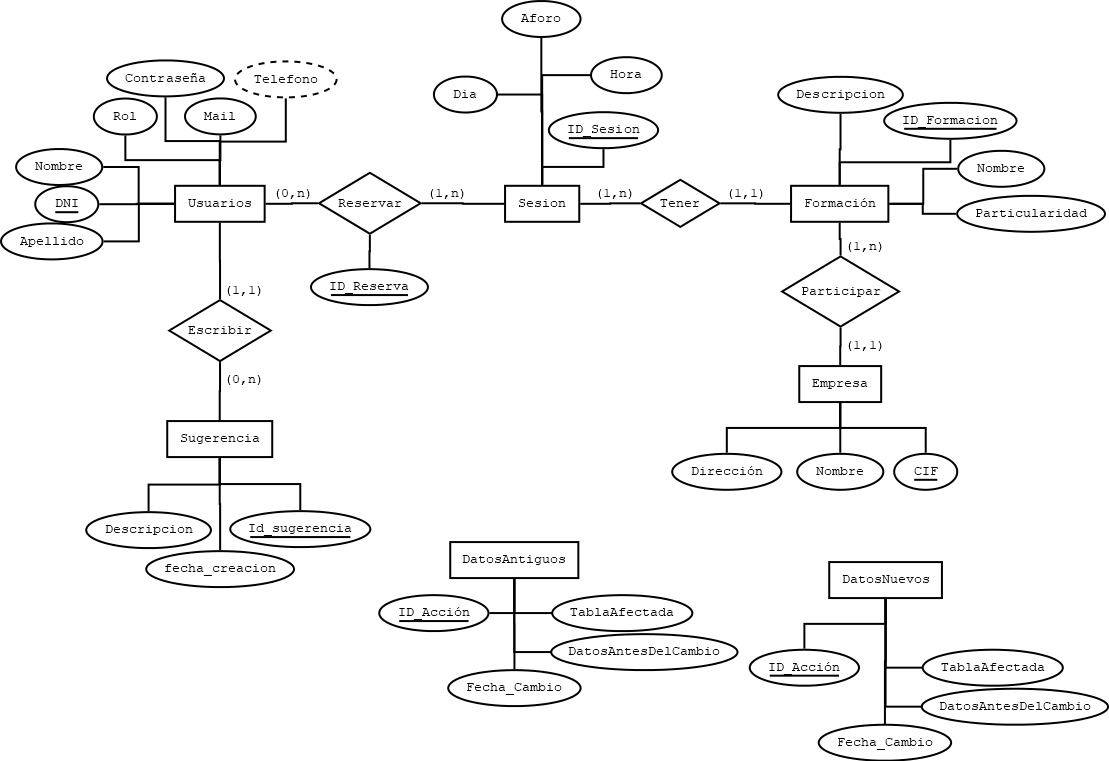 Aforo
Contraseña
Telefono
Hora
Dia
Descripcion
Rol
Mail
ID_Sesion
ID_Formacion
Nombre
Nombre
DNI
Usuarios
(0,n)
Reservar
(1,n)
Sesion
(1,n)
Tener
(1,1)
Formación
Particularidad
Apellido
(1,n)
ID_Reserva
(1,1)
Participar
Escribir
(1,1)
(0,n)
Empresa
Sugerencia
Dirección
Nombre
CIF
Descripcion
Id_sugerencia
fecha_creacion
DatosAntiguos
DatosNuevos
ID_Acción
TablaAfectada
DatosAntesDelCambio
Fecha_Cambio
ID_Acción
TablaAfectada
DatosAntesDelCambio
Fecha_Cambio